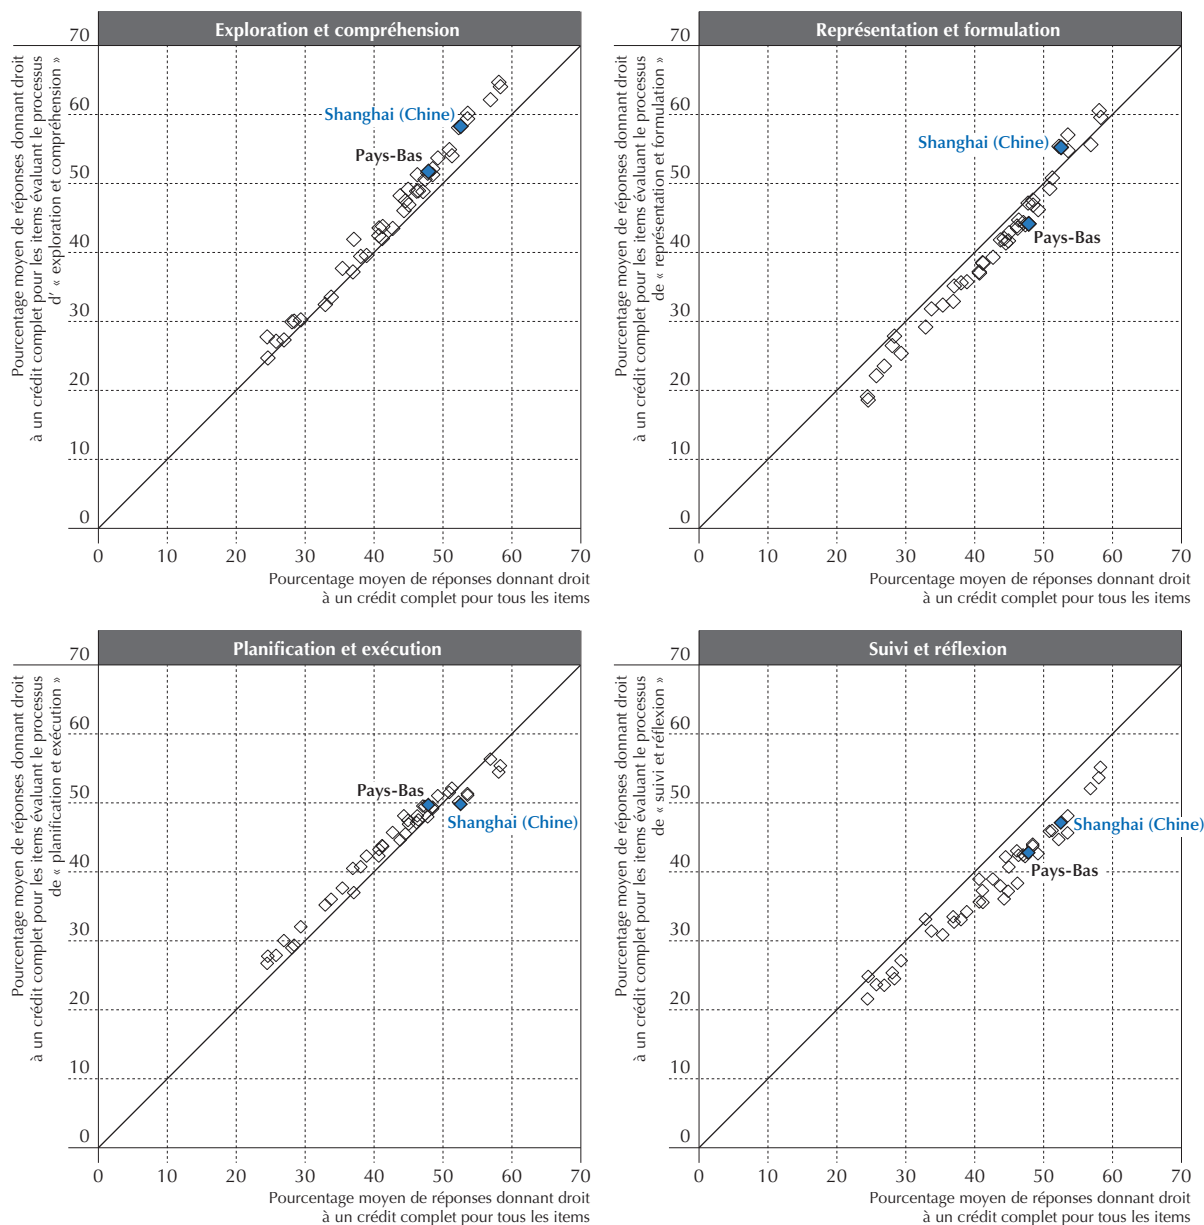 Exploration et compréhension
Pourcentage moyen de réponses donnant droit
à un crédit complet pour les items évaluant le processus
d’ « exploration et compréhension »
70
60
50
40
30
20
10
0
Shanghai (Chine)
Pays-Bas
0 10 20 30 40 50 60 70
Pourcentage moyen de réponses donnant droit
à un crédit complet pour tous les items
Représentation et formulation
Pourcentage moyen de réponses donnant droit
à un crédit complet pour les items évaluant le processus
de « représentation et formulation »
70
60
50
40
30
20
10
0
Shanghai (Chine)
Pays-Bas
0 10 20 30 40 50 60 70
Pourcentage moyen de réponses donnant droit
à un crédit complet pour tous les items
Planification et exécution
Pourcentage moyen de réponses donnant droit
à un crédit complet pour les items évaluant le processus
de « planification et exécution »
70
60
50
40
30
20
10
0
Pays-Bas
Shanghai (Chine)
0 10 20 30 40 50 60 70
Pourcentage moyen de réponses donnant droit
à un crédit complet pour tous les items
Suivi et réflexion
Pourcentage moyen de réponses donnant droit
à un crédit complet pour les items évaluant le processus
de « suivi et réflexion »
70
60
50
40
30
20
10
0
Shanghai (Chine)
Pays-Bas
0 10 20 30 40 50 60 70
Pourcentage moyen de réponses donnant droit
à un crédit complet pour tous les items